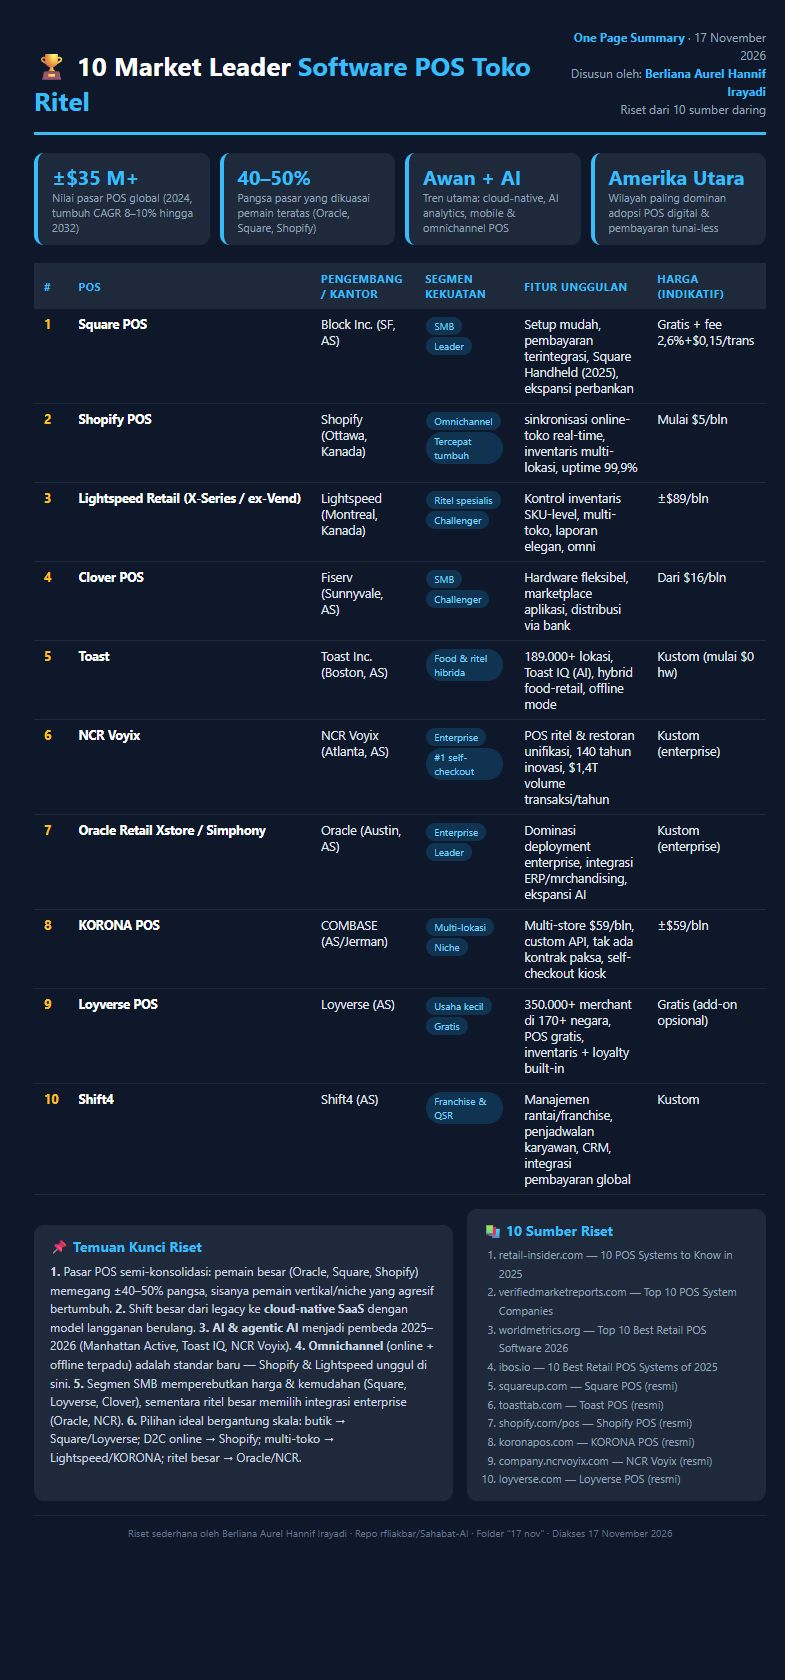 🏆 10 Market Leader Software POS Toko
Ritel
One Page Summary · 17 November
2026
Disusun oleh: Berliana Aurel Hannif
Irayadi
Riset dari 10 sumber daring
±$35 M+
Nilai pasar POS global (2024,
tumbuh CAGR 8–10% hingga
2032)
40–50%
Pangsa pasar yang dikuasai
pemain teratas (Oracle,
Square, Shopify)
Awan + AI
Tren utama: cloud-native, AI
analytics, mobile &
omnichannel POS
Amerika Utara
Wilayah paling dominan
adopsi POS digital &
pembayaran tunai-less
#
POS
PENGEMBANG
/ KANTOR
SEGMEN
KEKUATAN
FITUR UNGGULAN
HARGA
(INDIKATIF)
1
Square POS
Block Inc. (SF,
AS)
SMB
Leader
Setup mudah,
pembayaran
terintegrasi, Square
Handheld (2025),
ekspansi perbankan
Gratis + fee
2,6%+$0,15/trans
2
Shopify POS
Shopify
(Ottawa,
Kanada)
Omnichannel
Tercepat
tumbuh
sinkronisasi online-
toko real-time,
inventaris multi-
lokasi, uptime 99,9%
Mulai $5/bln
3
Lightspeed Retail (X-Series / ex-Vend)
Lightspeed
(Montreal,
Kanada)
Ritel spesialis
Challenger
Kontrol inventaris
SKU-level, multi-
toko, laporan
elegan, omni
±$89/bln
4
Clover POS
Fiserv
(Sunnyvale,
AS)
SMB
Challenger
Hardware fleksibel,
marketplace
aplikasi, distribusi
via bank
Dari $16/bln
5
Toast
Toast Inc.
(Boston, AS)
Food & ritel
hibrida
189.000+ lokasi,
Toast IQ (AI), hybrid
food-retail, offline
mode
Kustom (mulai $0
hw)
6
NCR Voyix
NCR Voyix
(Atlanta, AS)
Enterprise
#1 self-
checkout
POS ritel & restoran
unifikasi, 140 tahun
inovasi, $1,4T
volume
transaksi/tahun
Kustom
(enterprise)
7
Oracle Retail Xstore / Simphony
Oracle (Austin,
AS)
Enterprise
Leader
Dominasi
deployment
enterprise, integrasi
ERP/mrchandising,
ekspansi AI
Kustom
(enterprise)
8
KORONA POS
COMBASE
(AS/Jerman)
Multi-lokasi
Niche
Multi-store $59/bln,
custom API, tak ada
kontrak paksa, self-
checkout kiosk
±$59/bln
9
Loyverse POS
Loyverse (AS)
Usaha kecil
Gratis
350.000+ merchant
di 170+ negara,
POS gratis,
inventaris + loyalty
built-in
Gratis (add-on
opsional)
10
Shift4
Shift4 (AS)
Franchise &
QSR
Manajemen
rantai/franchise,
penjadwalan
karyawan, CRM,
integrasi
pembayaran global
Kustom
📌 Temuan Kunci Riset
1. Pasar POS semi-konsolidasi: pemain besar (Oracle, Square, Shopify)
memegang ±40–50% pangsa, sisanya pemain vertikal/niche yang agresif
bertumbuh. 2. Shift besar dari legacy ke cloud-native SaaS dengan
model langganan berulang. 3. AI & agentic AI menjadi pembeda 2025–
2026 (Manhattan Active, Toast IQ, NCR Voyix). 4. Omnichannel (online +
offline terpadu) adalah standar baru — Shopify & Lightspeed unggul di
sini. 5. Segmen SMB memperebutkan harga & kemudahan (Square,
Loyverse, Clover), sementara ritel besar memilih integrasi enterprise
(Oracle, NCR). 6. Pilihan ideal bergantung skala: butik →
Square/Loyverse; D2C online → Shopify; multi-toko →
Lightspeed/KORONA; ritel besar → Oracle/NCR.
📚 10 Sumber Riset
1. retail-insider.com — 10 POS Systems to Know in
2025
2. verifiedmarketreports.com — Top 10 POS System
Companies
3. worldmetrics.org — Top 10 Best Retail POS
Software 2026
4. ibos.io — 10 Best Retail POS Systems of 2025
5. squareup.com — Square POS (resmi)
6. toasttab.com — Toast POS (resmi)
7. shopify.com/pos — Shopify POS (resmi)
8. koronapos.com — KORONA POS (resmi)
9. company.ncrvoyix.com — NCR Voyix (resmi)
10. loyverse.com — Loyverse POS (resmi)
Riset sederhana oleh Berliana Aurel Hannif Irayadi · Repo rfliakbar/Sahabat-AI · Folder "17 nov" · Diakses 17 November 2026